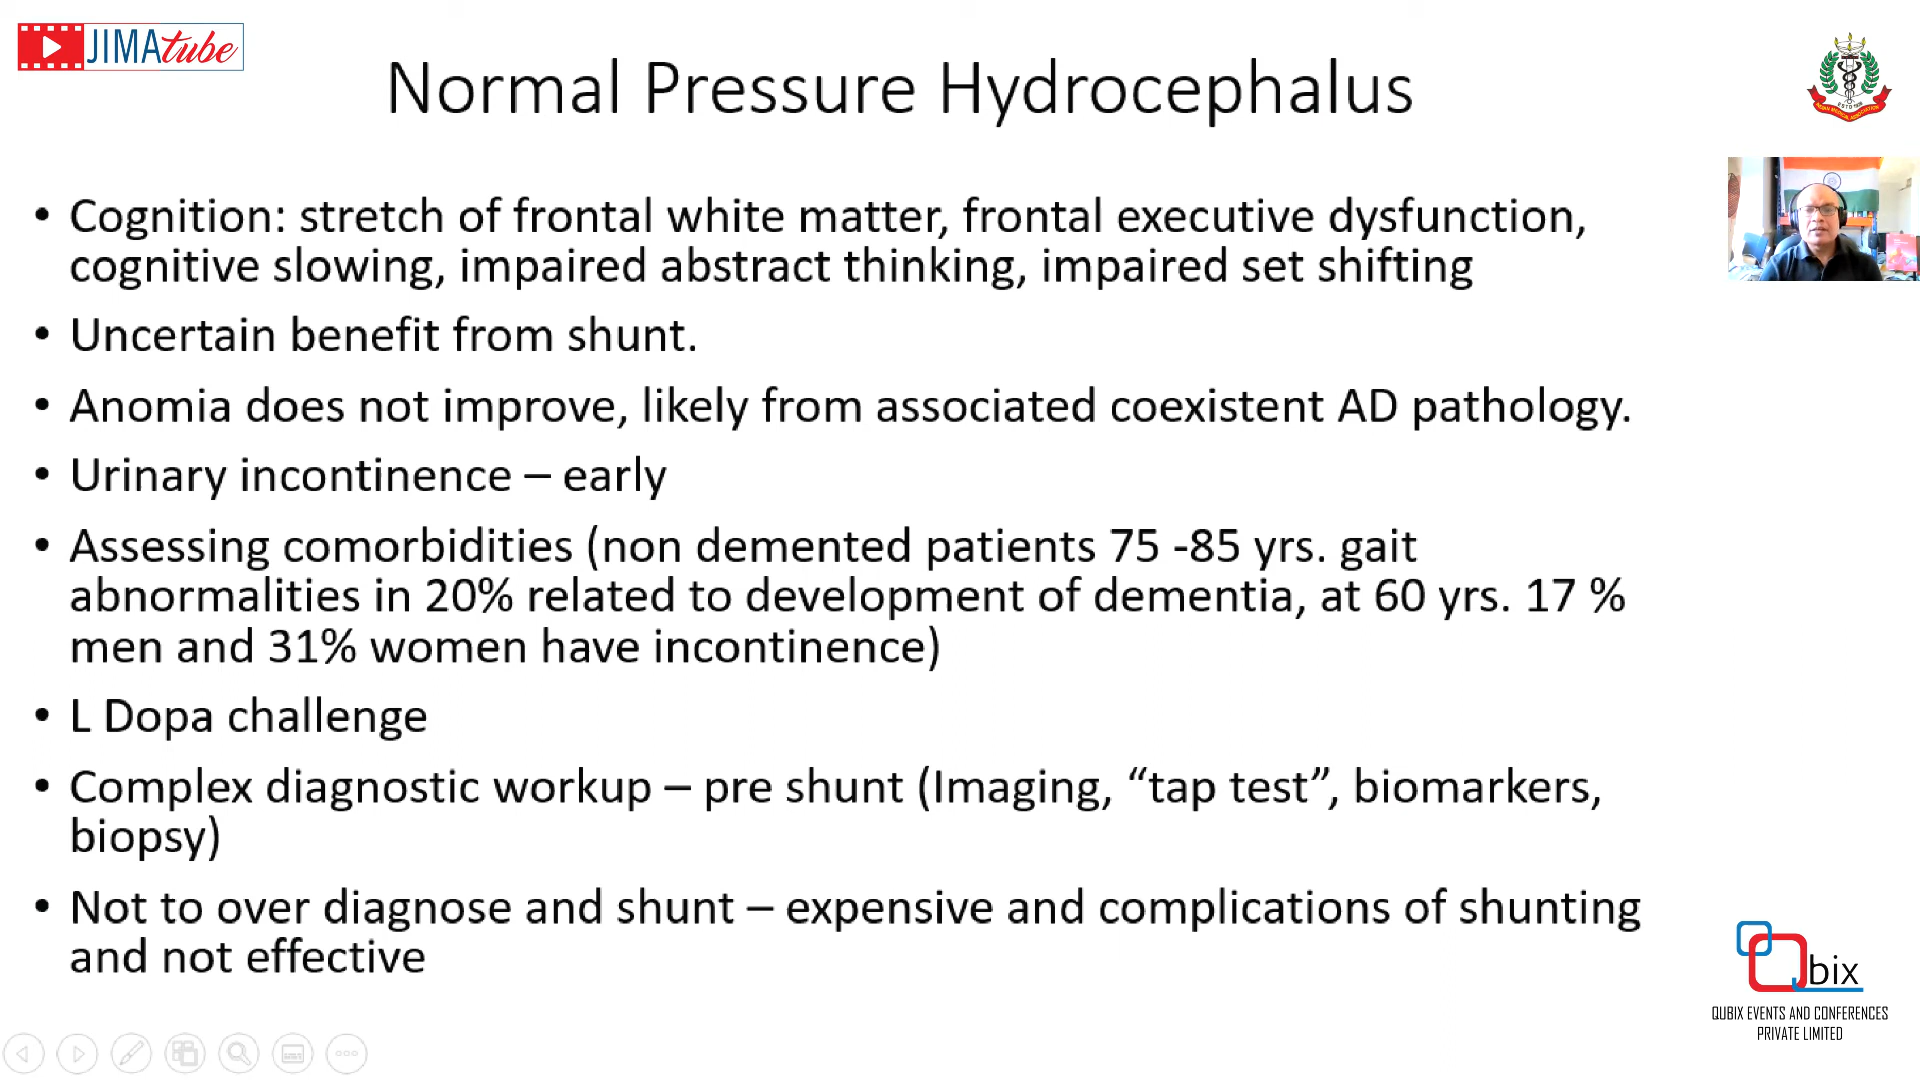 JIMAtube
Normal Pressure Hydrocephalus
• Cognition: stretch of frontal white matter, frontal executive dysfunction,
cognitive slowing, impaired abstract thinking, impaired set shifting
• Uncertain benefit from shunt.
• Anomia does not improve, likely from associated coexistent AD pathology.
• Urinary incontinence – early
• Assessing comorbidities (non demented patients 75 -85 yrs. gait
abnormalities in 20% related to development of dementia, at 60 yrs. 17 %
men and 31% women have incontinence)
• L Dopa challenge
• Complex diagnostic workup – pre shunt (Imaging, “tap test”, biomarkers,
biopsy)
• Not to over diagnose and shunt – expensive and complications of shunting
and not effective
Qbix
QUBIX EVENTS AND CONFERENCES
PRIVATE LIMITED